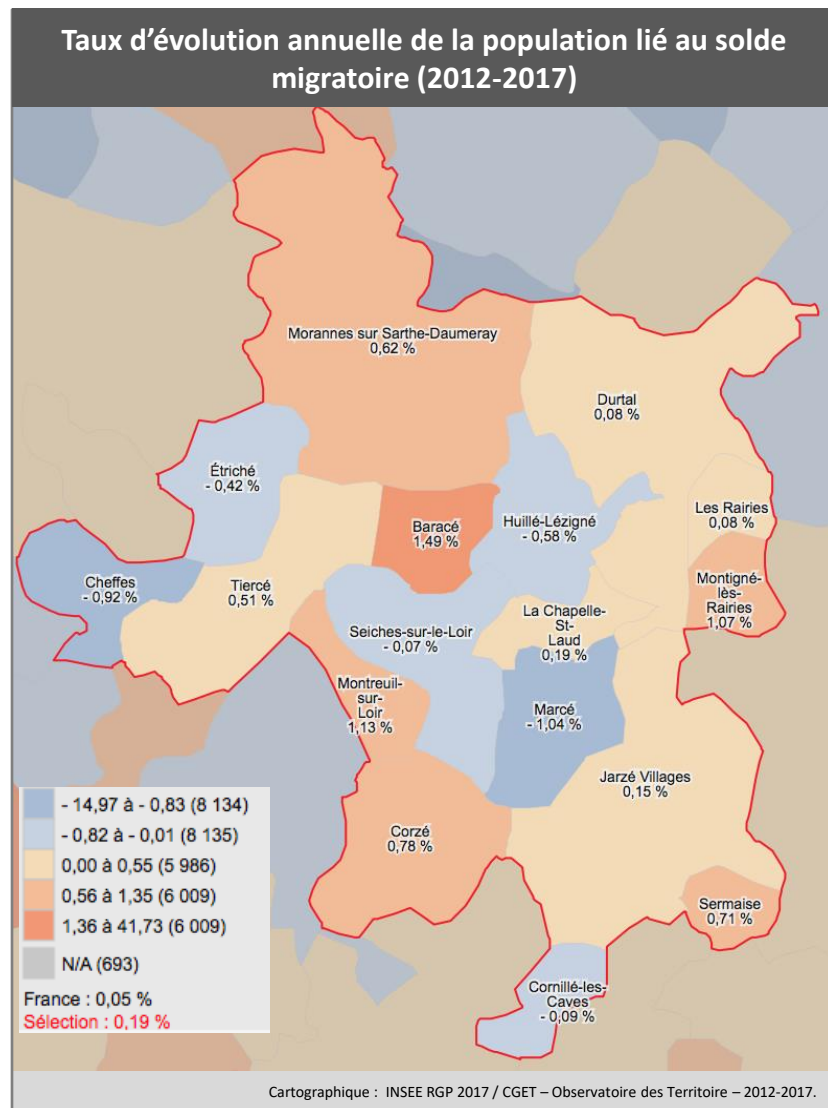 Taux d'évolution annuelle de la population lié au solde
migratoire (2012-2017)
Morannes sur Sarthe-Daumeray
0,62 %
Durtal
0,08 %
Étriché
- 0,42 %
Baracé
1,49 %
Huillé-Lézigné
- 0,58 %
Les Rairies
0,08 %
Cheffes
- 0,92 %
Tiercé
0,51 %
Montigné-
lès-
Rairies
1,07 %
La Chapelle-
St-
Laud
0,19 %
Seiches-sur-le-Loir
- 0,07 %
Montreuil-
sur-
Loir
1,13 %
Marcé
- 1,04 %
Jarzé Villages
0,15 %
Corzé
0,78 %
Sermaise
0,71 %
Cornillé-les-
Caves
- 0,09 %
- 14,97 à - 0,83 (8 134)
- 0,82 à - 0,01 (8 135)
0,00 à 0,55 (5 986)
0,56 à 1,35 (6 009)
1,36 à 41,73 (6 009)
N/A (693)
France : 0,05 %
Sélection : 0,19 %
Cartographique : INSEE RGP 2017 / CGET – Observatoire des Territoire – 2012-2017.